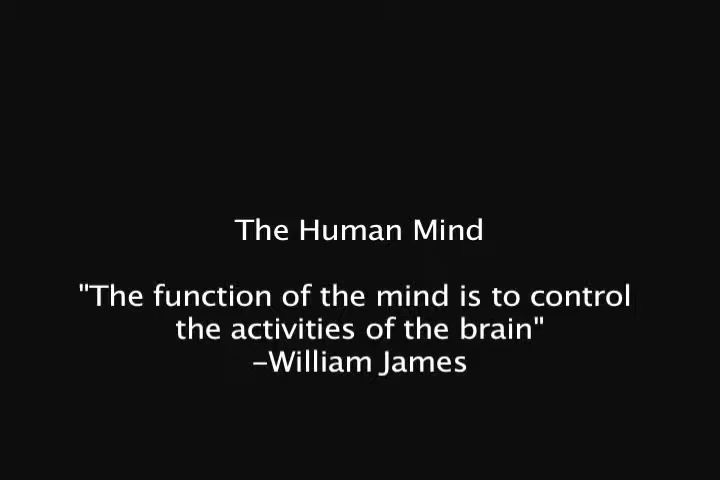 The Human Mind
"The function of the mind is to control
the activities of the brain"
–William James